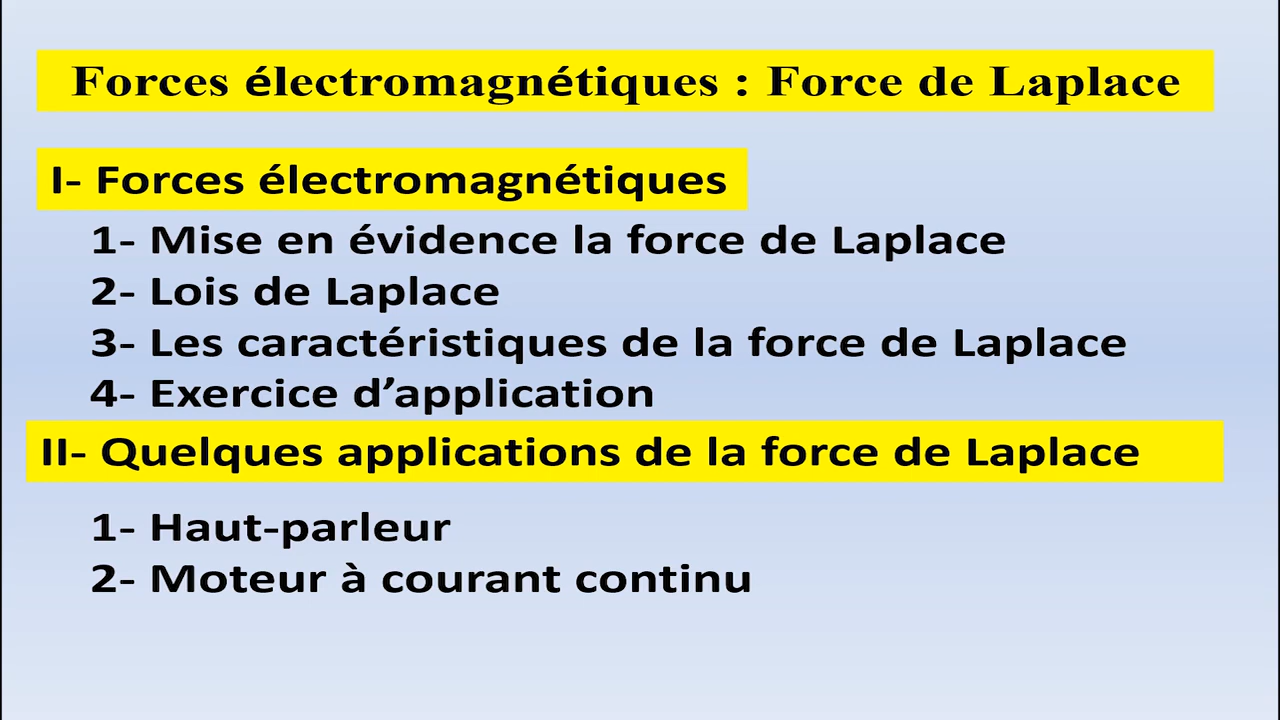 Forces électromagnétiques : Force de Laplace
I- Forces électromagnétiques
1- Mise en évidence la force de Laplace
2- Lois de Laplace
3- Les caractéristiques de la force de Laplace
4- Exercice d’application
II- Quelques applications de la force de Laplace
1- Haut-parleur
2- Moteur à courant continu